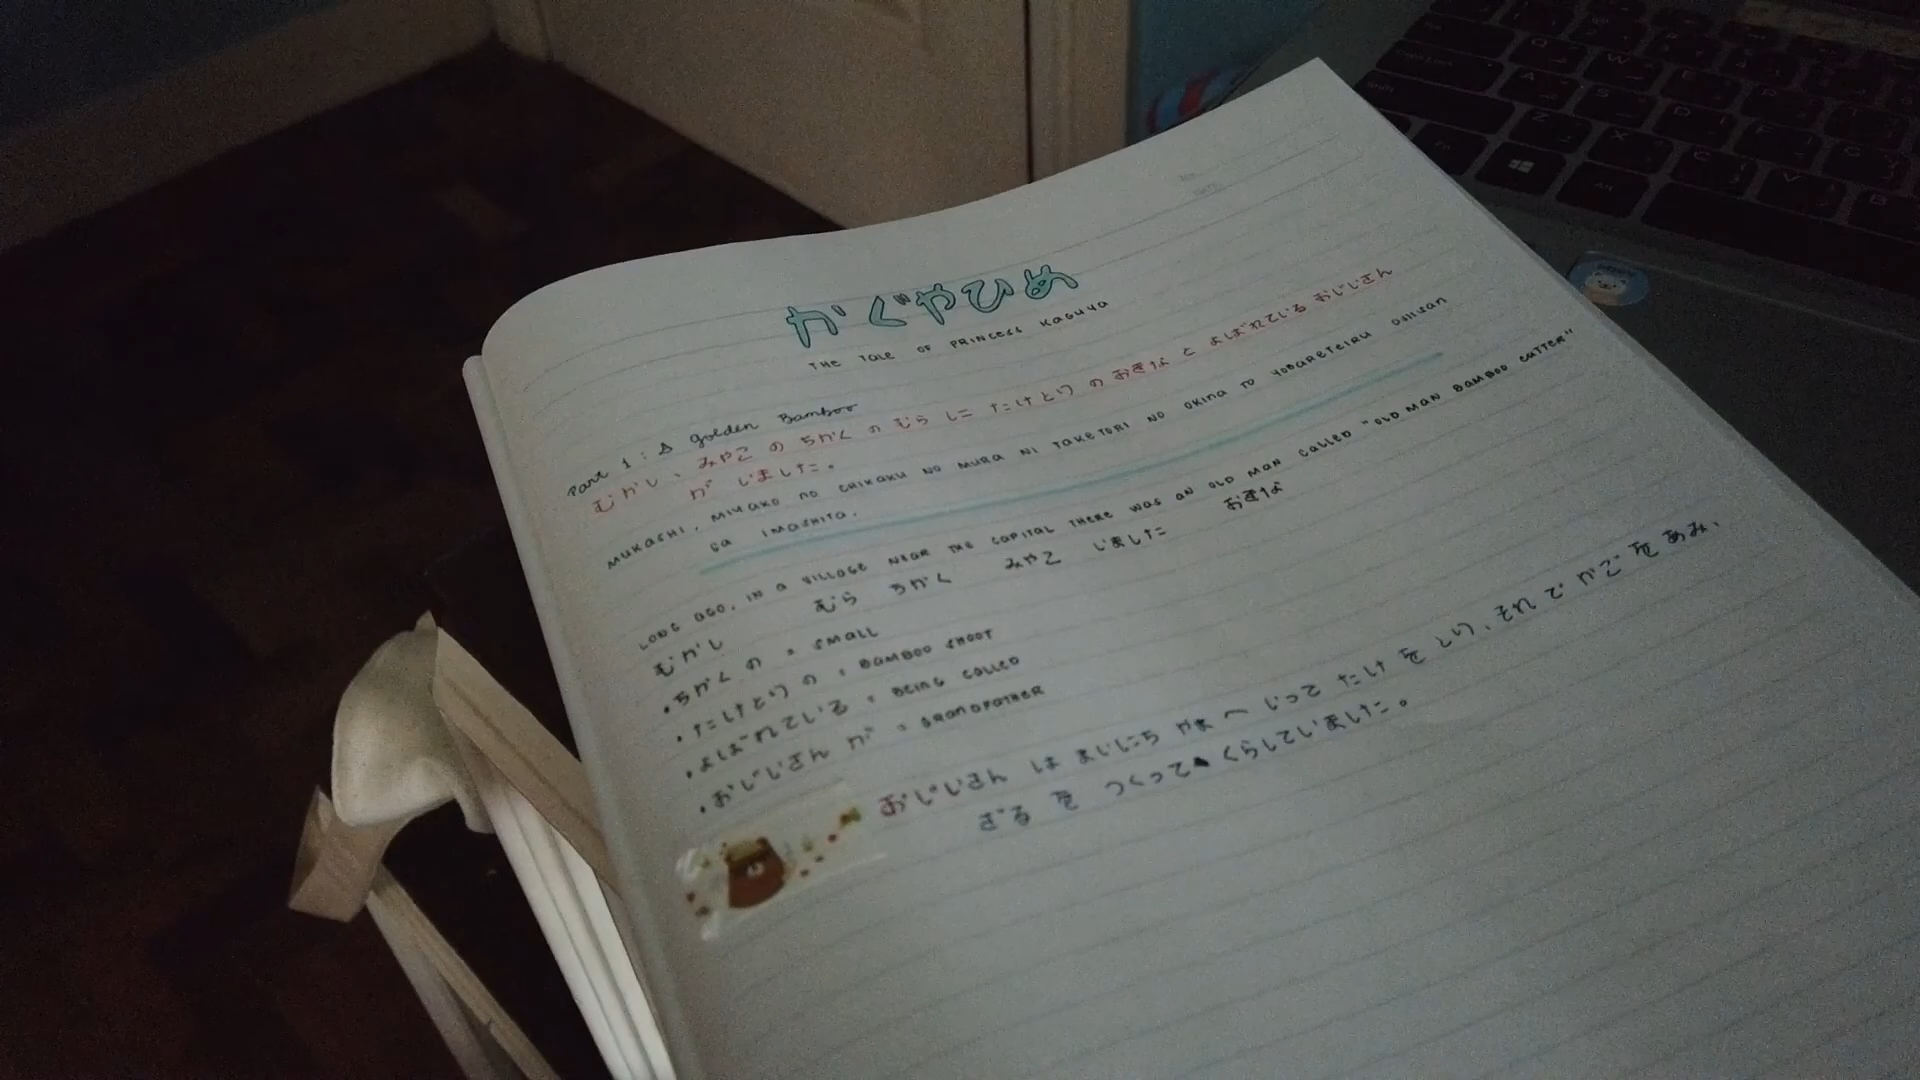 かぐやひめ
THE TALE OF PRINCESS KAGUYA
Part 1: A golden Bamboo
むかし、みやこ の ちかく の むら に たけとり の おきな と よばれている おじいさん
が いました。
MUKASHI, MIYAKO NO CHIKAKU NO MURA NI TAKETORI NO OKINA TO YOBARETEIRU OJIISAN
GA IMASHITA.
LONG AGO, IN A VILLAGE NEAR THE CAPITAL THERE WAS AN OLD MAN CALLED "OLD MAN BAMBOO CUTTER"
むかし むら ちかく みやこ いました おきな
・ちかく の = SMALL
・たけとり の = BAMBOO SHOOT
・よばれている = BEING CALLED
・おじいさん が = GRANDFATHER
おじいさん は まいにち やま へ いって たけ を とり、それ で かご を あみ、
ざる を つくって くらしていました。